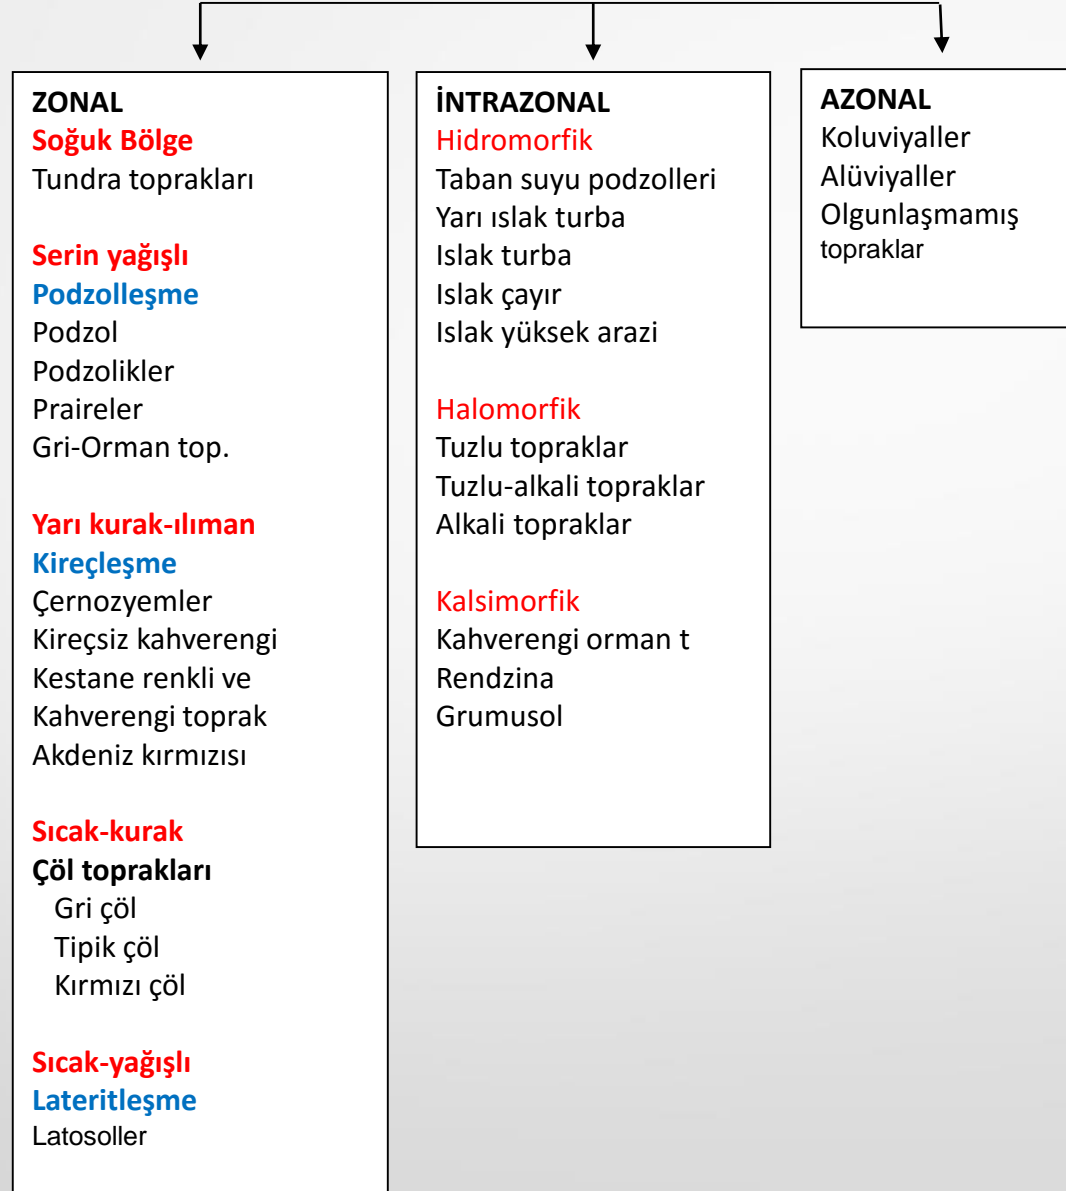 ZONAL
Soğuk Bölge
Tundra toprakları
Serin yağışlı
Podzolleşme
Podzol
Podzolikler
Praireler
Gri-Orman top.
Yarı kurak-ılıman
Kireçleşme
Çernozyemler
Kireçsiz kahverengi
Kestane renkli ve
Kahverengi toprak
Akdeniz kırmızısı
Sıcak-kurak
Çöl toprakları
Gri çöl
Tipik çöl
Kırmızı çöl
Sıcak-yağışlı
Lateritleşme
Latosoller
İNTRAZONAL
Hidromorfik
Taban suyu podzolleri
Yarı ıslak turba
Islak turba
Islak çayır
Islak yüksek arazi
Halomorfik
Tuzlu topraklar
Tuzlu-alkali topraklar
Alkali topraklar
Kalsimorfik
Kahverengi orman t
Rendzina
Grumusol
AZONAL
Koluviyaller
Alüviyaller
Olgunlaşmamış
topraklar